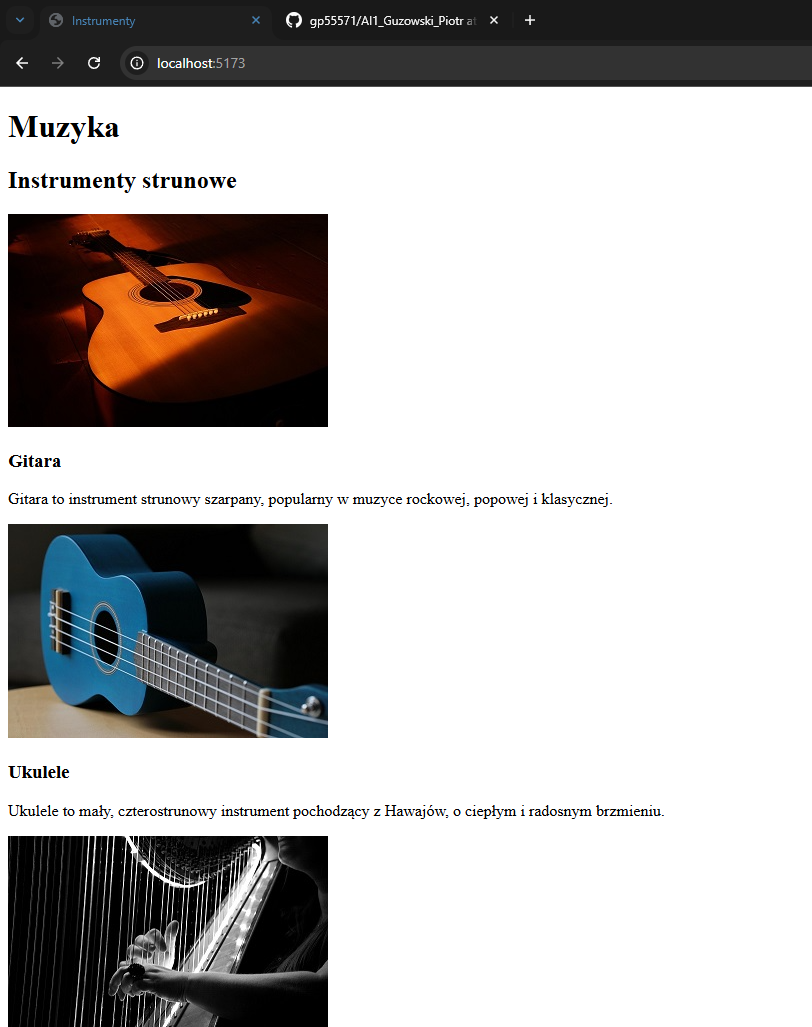 Instrumenty
gp55571/AI1_Guzowski_Piotr at
localhost:5173
Muzyka
Instrumenty strunowe
Gitara
Gitara to instrument strunowy szarpany, popularny w muzyce rockowej, popowej i klasycznej.
Ukulele
Ukulele to mały, czterostrunowy instrument pochodzący z Hawajów, o ciepłym i radosnym brzmieniu.